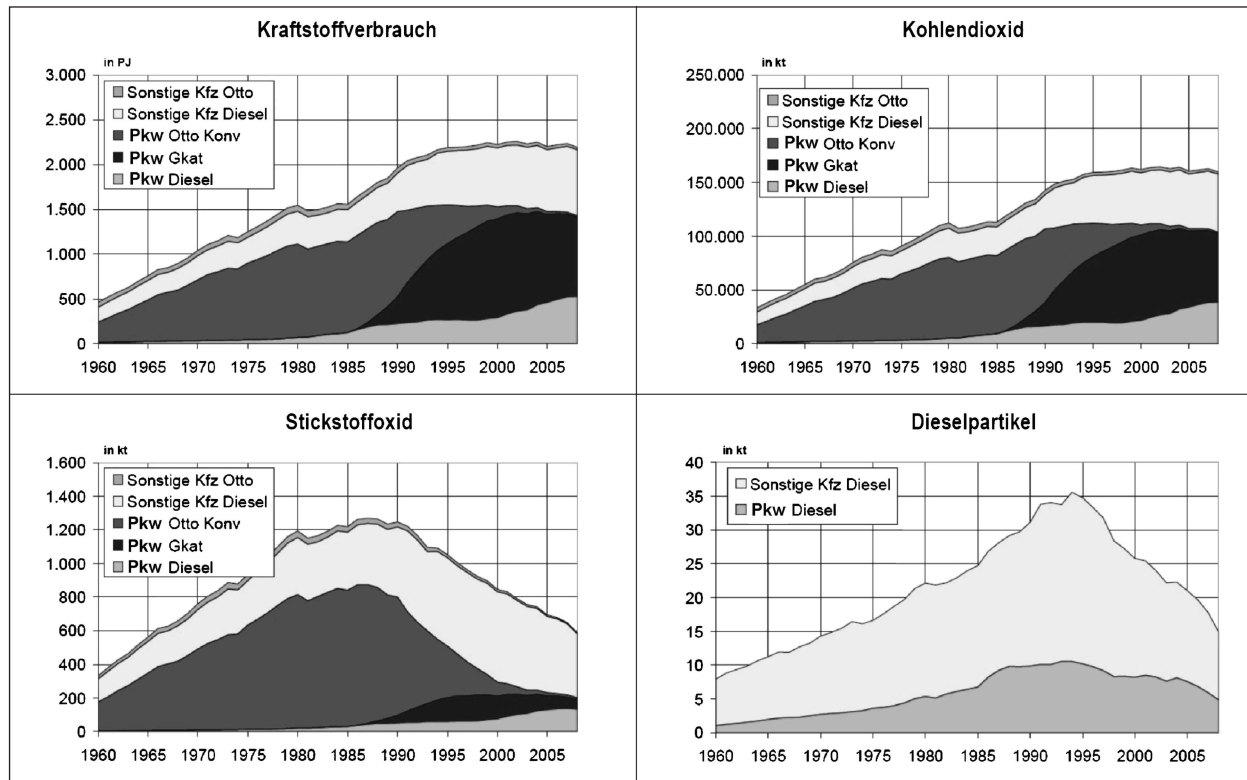 Kraftstoffverbrauch
in PJ
3.000
2.500
2.000
1.500
1.000
500
0
Sonstige Kfz Otto
Sonstige Kfz Diesel
Pkw Otto Konv
Pkw Gkat
Pkw Diesel
1960 1965 1970 1975 1980 1985 1990 1995 2000 2005
Kohlendioxid
in kt
250.000
200.000
150.000
100.000
50.000
0
Sonstige Kfz Otto
Sonstige Kfz Diesel
Pkw Otto Konv
Pkw Gkat
Pkw Diesel
1960 1965 1970 1975 1980 1985 1990 1995 2000 2005
Stickstoffoxid
in kt
1.600
1.400
1.200
1.000
800
600
400
200
0
Sonstige Kfz Otto
Sonstige Kfz Diesel
Pkw Otto Konv
Pkw Gkat
Pkw Diesel
1960 1965 1970 1975 1980 1985 1990 1995 2000 2005
Dieselpartikel
in kt
40
35
30
25
20
15
10
5
0
Sonstige Kfz Diesel
Pkw Diesel
1960 1965 1970 1975 1980 1985 1990 1995 2000 2005